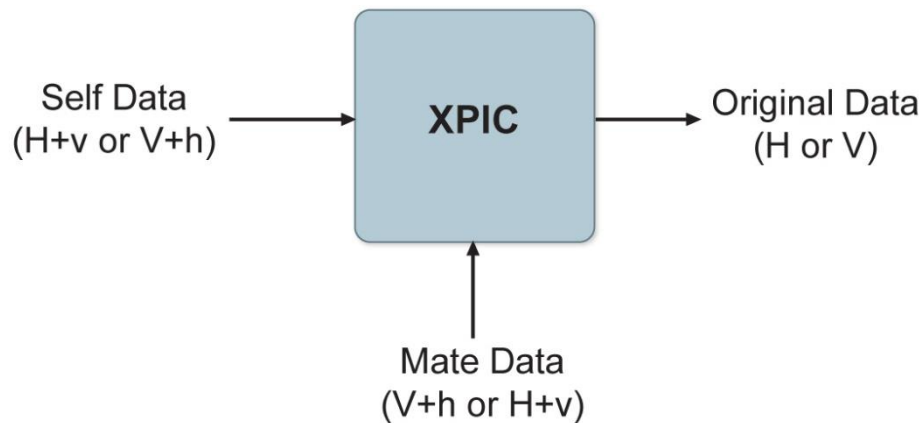 Self Data
(H+v or V+h)
XPIC
Original Data
(H or V)
Mate Data
(V+h or H+v)